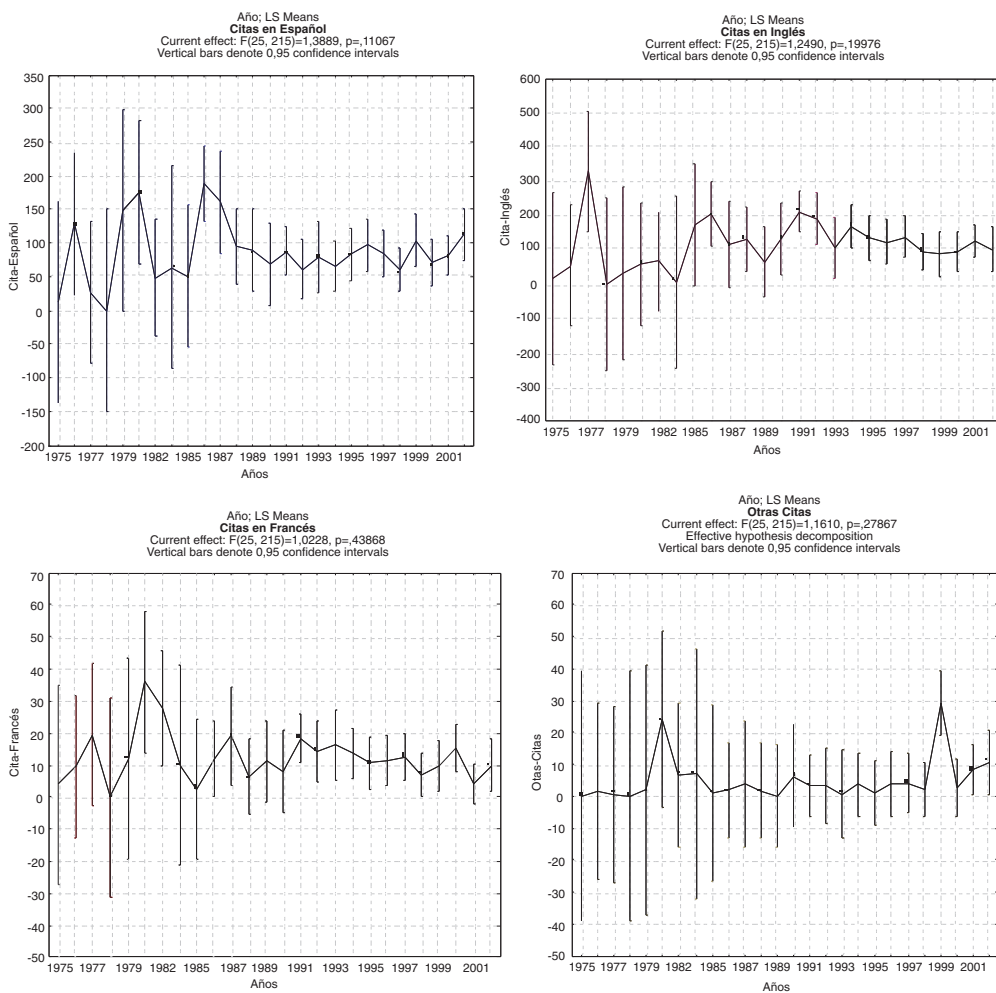 Año; LS Means
Citas en Español
Current effect: F(25, 215)=1,3889, p=,11067
Vertical bars denote 0,95 confidence intervals
350
300
250
200
150
100
50
0
-50
-100
-150
-200
Cita-Español
1975 1977 1979 1982 1985 1987 1989 1991 1993 1995 1997 1999 2001
Años
Año; LS Means
Citas en Inglés
Current effect: F(25, 215)=1,2490, p=,19976
Vertical bars denote 0,95 confidence intervals
600
500
400
300
200
100
0
-100
-200
-300
-400
Cita-Inglés
1975 1977 1979 1982 1985 1987 1989 1991 1993 1995 1997 1999 2001
Años
Año; LS Means
Citas en Francés
Current effect: F(25, 215)=1,0228, p=,43868
Vertical bars denote 0,95 confidence intervals
70
60
50
40
30
20
10
0
-10
-20
-30
-40
-50
Cita-Francés
1975 1977 1979 1982 1985 1987 1989 1991 1993 1995 1997 1999 2001
Años
Año; LS Means
Otras Citas
Current effect: F(25, 215)=1,1610, p=,27867
Effective hypothesis decomposition
Vertical bars denote 0,95 confidence intervals
70
60
50
40
30
20
10
0
-10
-20
-30
-40
-50
Otas-Citas
1975 1977 1979 1982 1985 1987 1989 1991 1993 1995 1997 1999 2001
Años